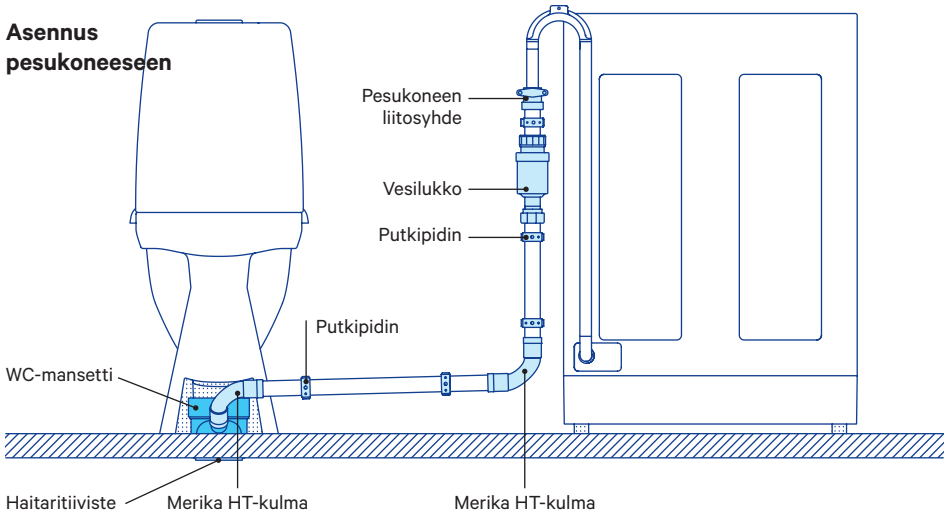 Asennus
pesukoneeseen
Pesukoneen
liitosyhde
Vesilukko
Putkipidin
Putkipidin
WC-mansetti
Haitaritiiviste
Merika HT-kulma
Merika HT-kulma